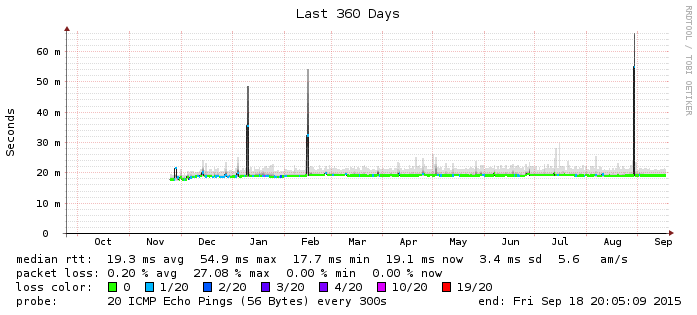 Last 360 Days
RRDTOOL / TOBI OETIKER
Seconds
60 m
50 m
40 m
30 m
20 m
10 m
0
Oct Nov Dec Jan Feb Mar Apr May Jun Jul Aug Sep
median rtt: 19.3 ms avg 54.9 ms max 17.7 ms min 19.1 ms now 3.4 ms sd 5.6 am/s
packet loss: 0.20 % avg 27.08 % max 0.00 % min 0.00 % now
loss color: 0 1/20 2/20 3/20 4/20 10/20 19/20
probe: 20 ICMP Echo Pings (56 Bytes) every 300s end: Fri Sep 18 20:05:09 2015